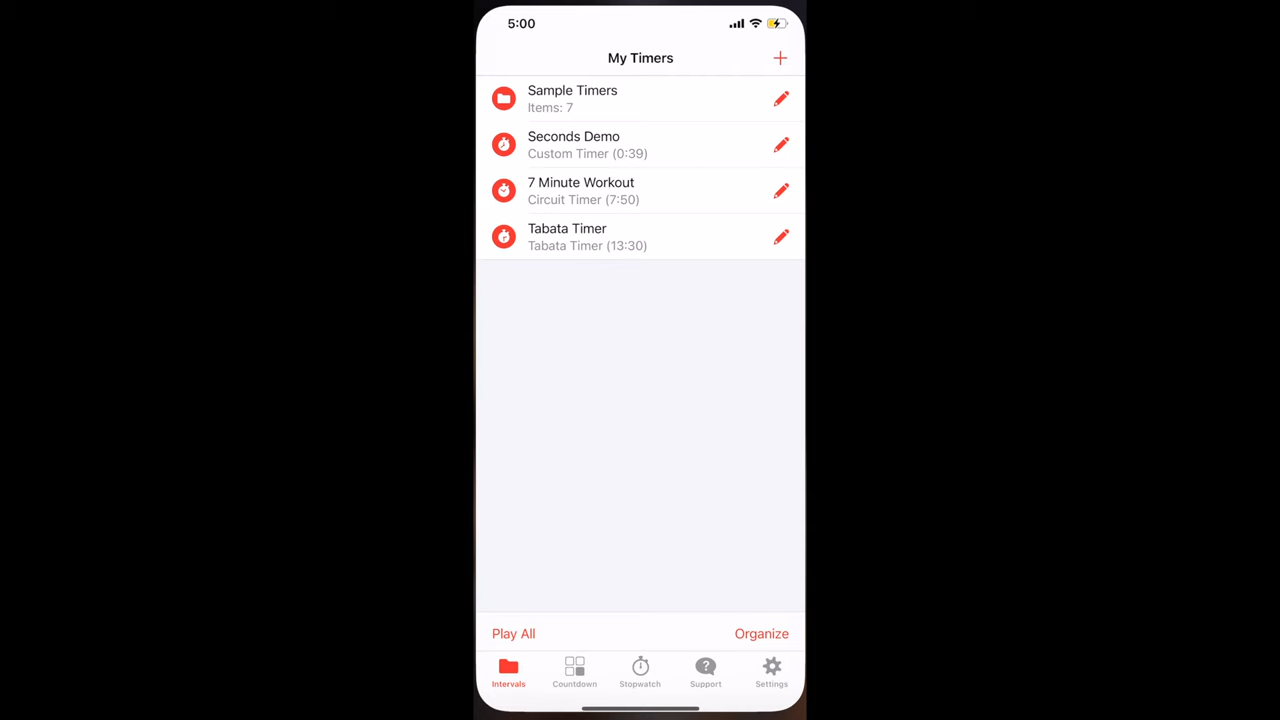 5:00
My Timers
Sample Timers
Items: 7
Seconds Demo
Custom Timer (0:39)
7 Minute Workout
Circuit Timer (7:50)
Tabata Timer
Tabata Timer (13:30)
Play All
Organize
Intervals
Countdown
Stopwatch
Support
Settings